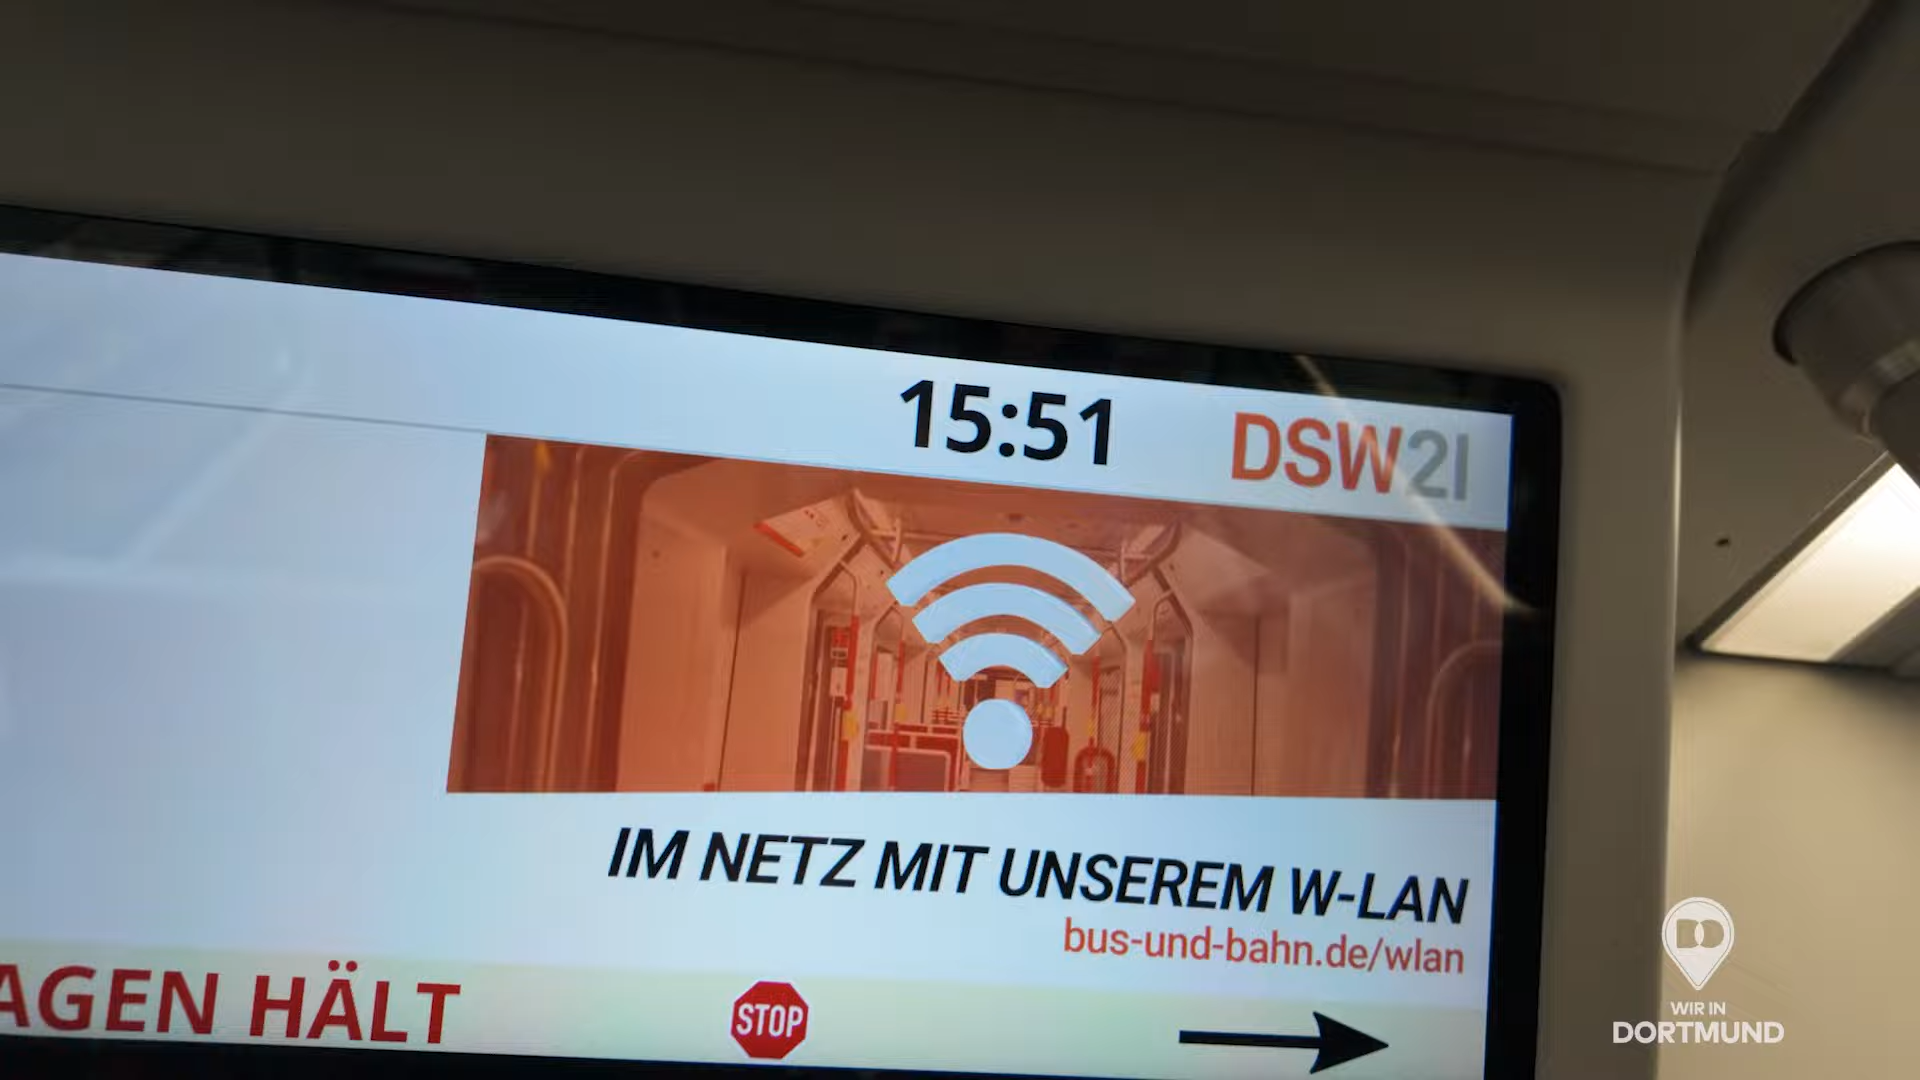 15:51 DSW21
IM NETZ MIT UNSEREM W-LAN
bus-und-bahn.de/wlan
AGEN HÄLT STOP
WIR IN
DORTMUND